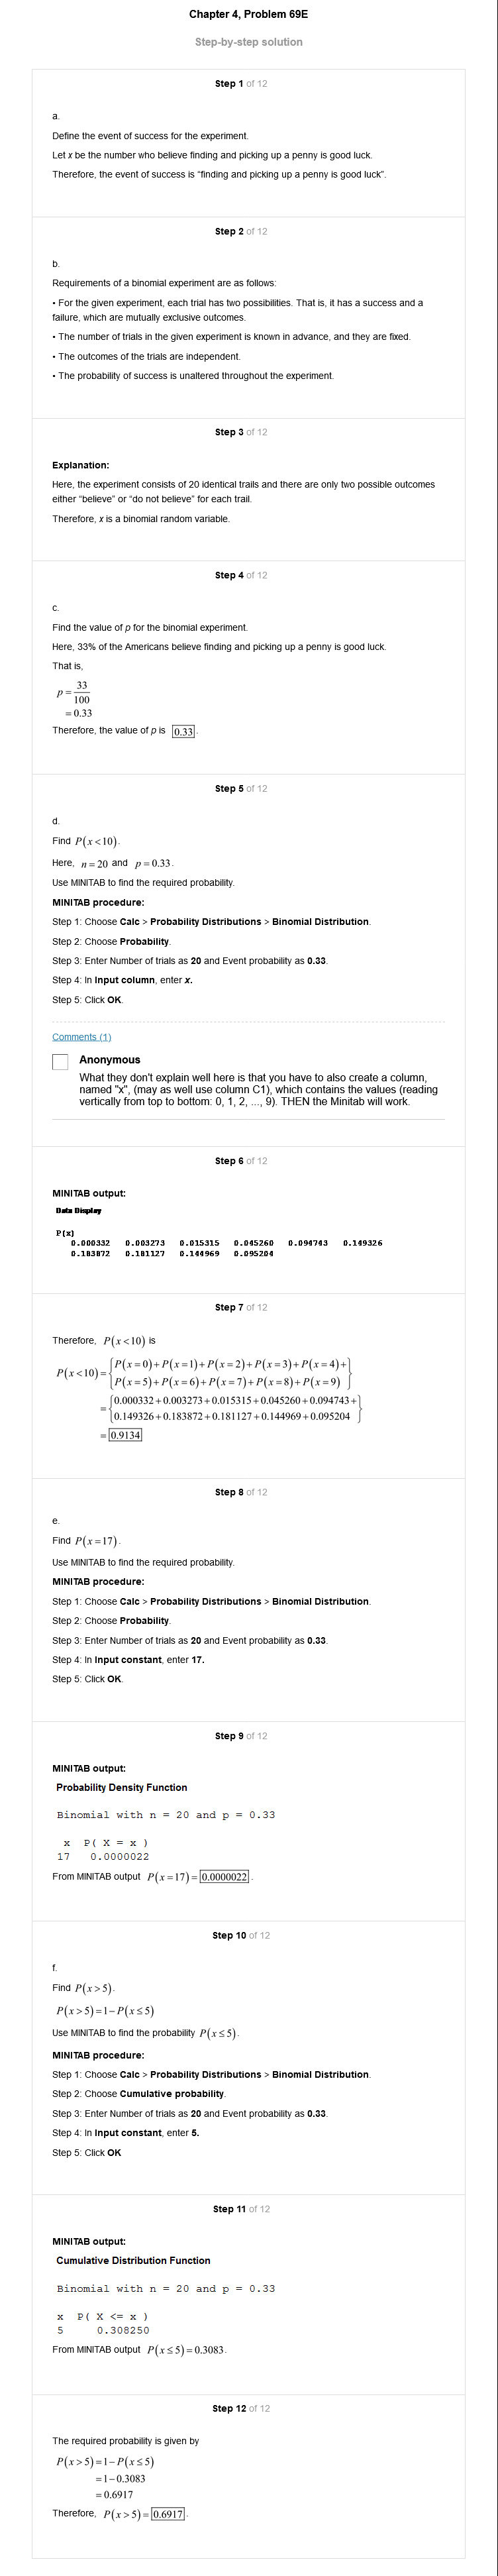 Chapter 4, Problem 69E
Step-by-step solution
Step 1 of 12
a.
Define the event of success for the experiment.
Let x be the number who believe finding and picking up a penny is good luck.
Therefore, the event of success is "finding and picking up a penny is good luck".
Step 2 of 12
b.
Requirements of a binomial experiment are as follows:
• For the given experiment, each trial has two possibilities. That is, it has a success and a
failure, which are mutually exclusive outcomes.
• The number of trials in the given experiment is known in advance, and they are fixed.
• The outcomes of the trials are independent.
• The probability of success is unaltered throughout the experiment.
Step 3 of 12
Explanation:
Here, the experiment consists of 20 identical trails and there are only two possible outcomes
either "believe" or "do not believe" for each trail.
Therefore, x is a binomial random variable.
Step 4 of 12
c.
Find the value of p for the binomial experiment.
Here, 33% of the Americans believe finding and picking up a penny is good luck.
That is,
p = 33/100
= 0.33
Therefore, the value of p is 0.33.
Step 5 of 12
d.
Find P(x<10).
Here, n = 20 and p = 0.33.
Use MINITAB to find the required probability.
MINITAB procedure:
Step 1: Choose Calc > Probability Distributions > Binomial Distribution.
Step 2: Choose Probability.
Step 3: Enter Number of trials as 20 and Event probability as 0.33.
Step 4: In Input column, enter x.
Step 5: Click OK.
Comments (1)
Anonymous
What they don't explain well here is that you have to also create a column,
named "x", (may as well use column C1), which contains the values (reading
vertically from top to bottom: 0, 1, 2, ..., 9). THEN the Minitab will work.
Step 6 of 12
MINITAB output:
Data Display
P(x)
0.000332 0.003273 0.015315 0.045260 0.094743 0.149326
0.183872 0.181127 0.144969 0.095204
Step 7 of 12
Therefore, P(x<10) is
P(x<10) = {P(x=0)+P(x=1)+P(x=2)+P(x=3)+P(x=4)+
P(x=5)+P(x=6)+P(x=7)+P(x=8)+P(x=9)}
= {0.000332+0.003273+0.015315+0.045260+0.094743+
0.149326+0.183872+0.181127+0.144969+0.095204}
= 0.9134
Step 8 of 12
e.
Find P(x=17).
Use MINITAB to find the required probability.
MINITAB procedure:
Step 1: Choose Calc > Probability Distributions > Binomial Distribution.
Step 2: Choose Probability.
Step 3: Enter Number of trials as 20 and Event probability as 0.33.
Step 4: In Input constant, enter 17.
Step 5: Click OK.
Step 9 of 12
MINITAB output:
Probability Density Function
Binomial with n = 20 and p = 0.33
x P( X = x )
17 0.0000022
From MINITAB output P(x=17) = 0.0000022.
Step 10 of 12
f.
Find P(x>5).
P(x>5)=1−P(x≤5)
Use MINITAB to find the probability P(x≤5).
MINITAB procedure:
Step 1: Choose Calc > Probability Distributions > Binomial Distribution.
Step 2: Choose Cumulative probability.
Step 3: Enter Number of trials as 20 and Event probability as 0.33.
Step 4: In Input constant, enter 5.
Step 5: Click OK
Step 11 of 12
MINITAB output:
Cumulative Distribution Function
Binomial with n = 20 and p = 0.33
x P( X <= x )
5 0.308250
From MINITAB output P(x≤5)=0.3083.
Step 12 of 12
The required probability is given by
P(x>5)=1−P(x≤5)
=1−0.3083
=0.6917
Therefore, P(x>5)=0.6917.